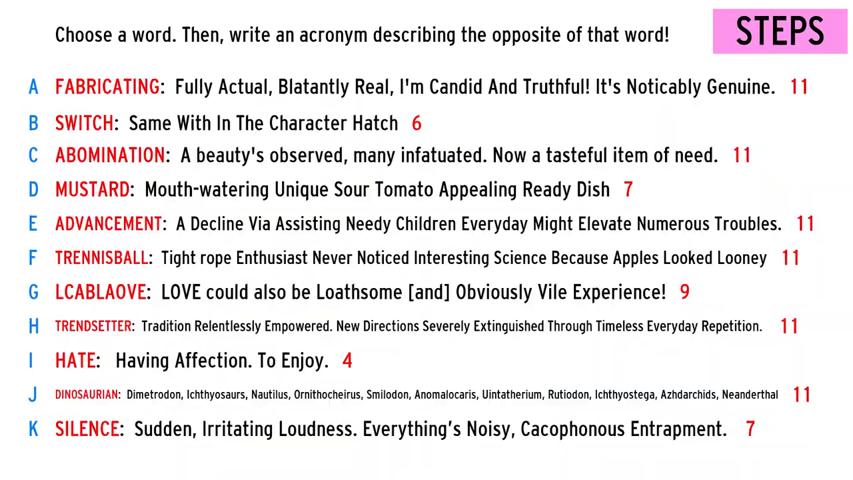 Choose a word. Then, write an acronym describing the opposite of that word!
STEPS
A FABRICATING: Fully Actual, Blatantly Real, I'm Candid And Truthful! It's Noticably Genuine. 11
B SWITCH: Same With In The Character Hatch 6
C ABOMINATION: A beauty's observed, many infatuated. Now a tasteful item of need. 11
D MUSTARD: Mouth-watering Unique Sour Tomato Appealing Ready Dish 7
E ADVANCEMENT: A Decline Via Assisting Needy Children Everyday Might Elevate Numerous Troubles. 11
F TRENNISBALL: Tight rope Enthusiast Never Noticed Interesting Science Because Apples Looked Looney 11
G LCABLAOVE: LOVE could also be Loathsome [and] Obviously Vile Experience! 9
H TRENDSETTER: Tradition Relentlessly Empowered. New Directions Severely Extinguished Through Timeless Everyday Repetition. 11
I HATE: Having Affection. To Enjoy. 4
J DINOSAURIAN: Dimetrodon, Ichthyosaurs, Nautilus, Ornithocheirus, Smilodon, Anomalocaris, Uintatherium, Rutiodon, Ichthyostega, Azhdarchids, Neanderthal 11
K SILENCE: Sudden, Irritating Loudness. Everything's Noisy, Cacophonous Entrapment. 7